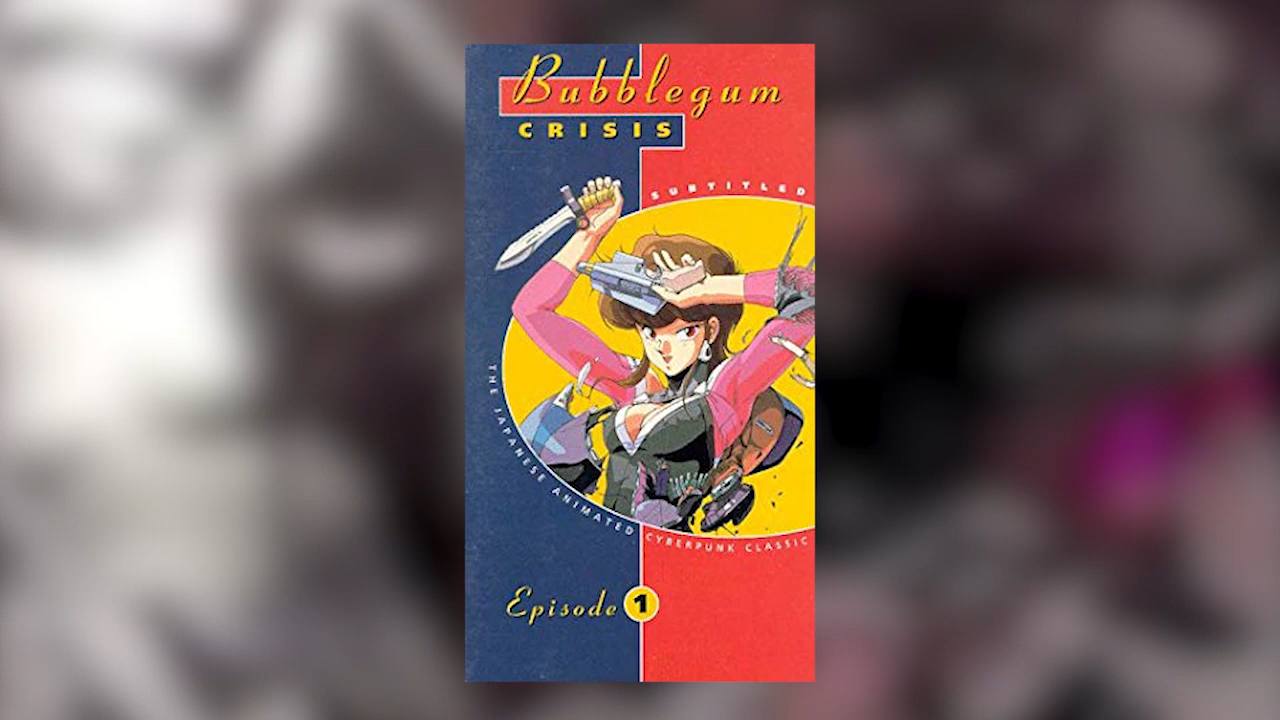 Bubblegum
CRISIS
SUBTITLED
THE JAPANESE ANIMATED CYBERPUNK CLASSIC
Episode 1